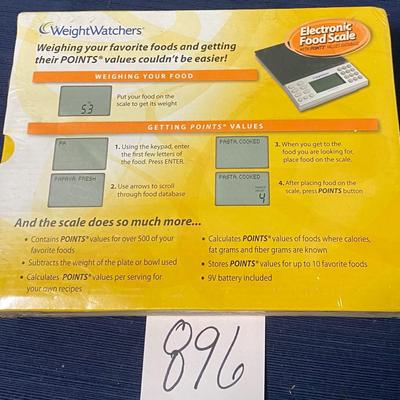 WeightWatchers®
Electronic
Food Scale
WITH POINTS® VALUES DATABASE
Weighing your favorite foods and getting
their POINTS® values couldn't be easier!
WEIGHING YOUR FOOD
53
Put your food on the
scale to get its weight
GETTING POINTS® VALUES
PA
1. Using the keypad, enter
the first few letters of
the food. Press ENTER.
PAPAYA FRESH
2. Use arrows to scroll
through food database
PASTA COOKED
3. When you get to the
food you are looking for,
place food on the scale.
PASTA COOKED
4
4. After placing food on the
scale, press POINTS button
And the scale does so much more...
• Contains POINTS® values for over 500 of your
favorite foods
• Subtracts the weight of the plate or bowl used
• Calculates POINTS® values per serving for
your own recipes
• Calculates POINTS® values of foods where calories,
fat grams and fiber grams are known.
• Stores POINTS® values for up to 10 favorite foods
• 9V battery included
896